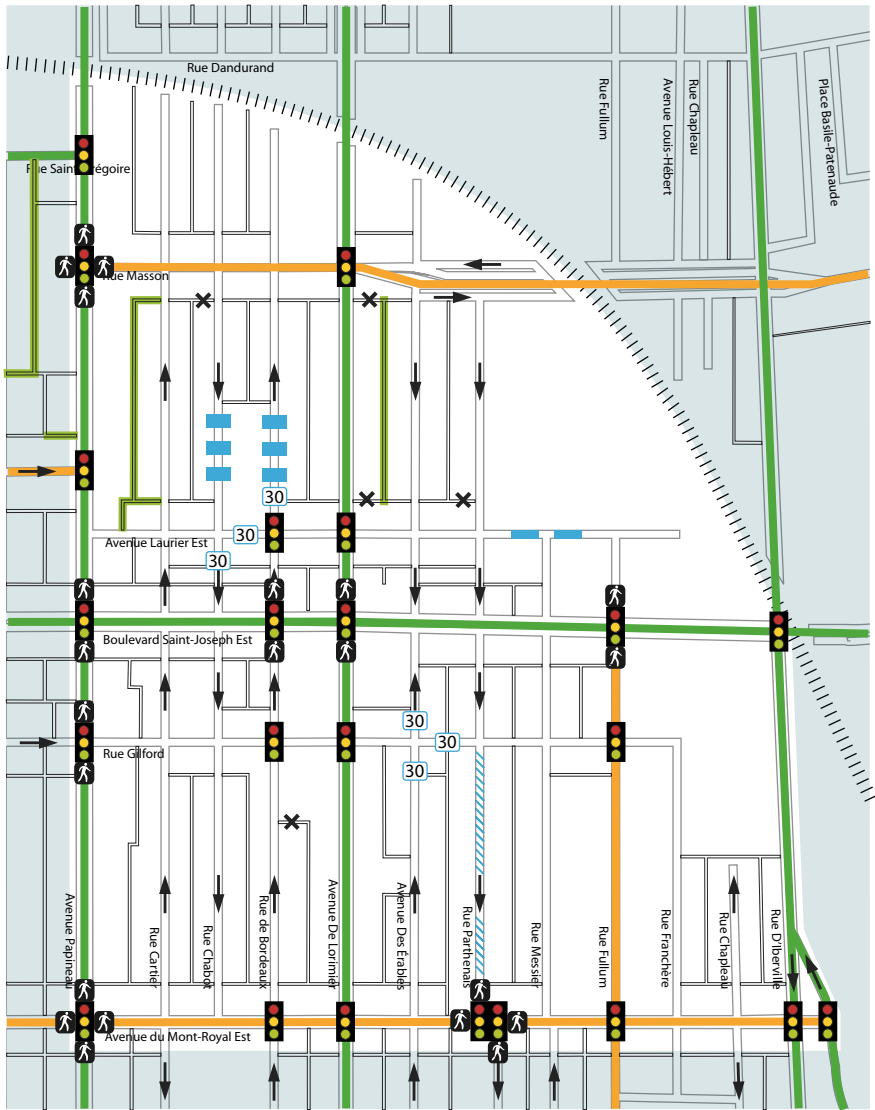 Rue Dandurand
Rue Fullum
Avenue Louis-Hébert
Rue Chapleau
Place Basile-Patenaude
Rue Saint-Grégoire
Rue Masson
30
30
Avenue Laurier Est
30
Boulevard Saint-Joseph Est
30
30
Rue Gilford
30
Avenue Papineau
Rue Cartier
Rue Chabot
Rue de Bordeaux
Avenue De Lorimier
Avenue Des Érables
Rue Parthenais
Rue Messier
Rue Fullum
Rue Franchère
Rue Chapleau
Rue D'Iberville
Avenue du Mont-Royal Est